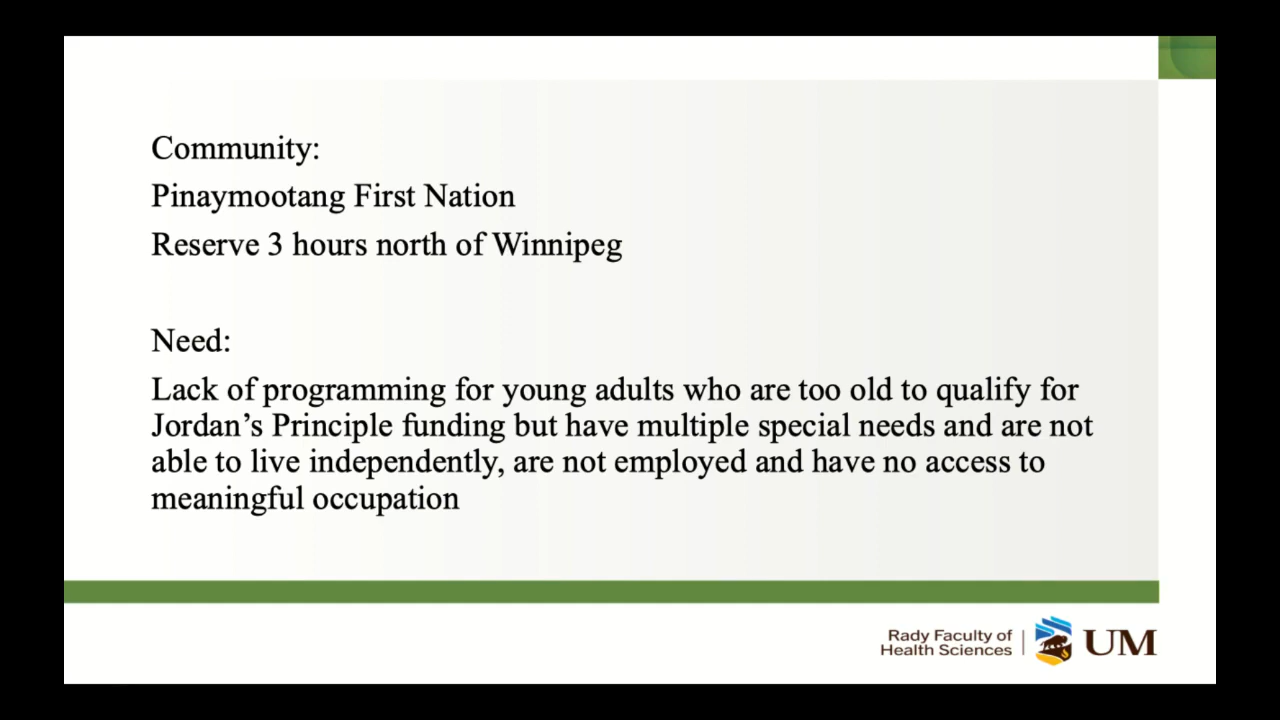 Community:
Pinaymootang First Nation
Reserve 3 hours north of Winnipeg
Need:
Lack of programming for young adults who are too old to qualify for
Jordan’s Principle funding but have multiple special needs and are not
able to live independently, are not employed and have no access to
meaningful occupation
Rady Faculty of
Health Sciences
UM